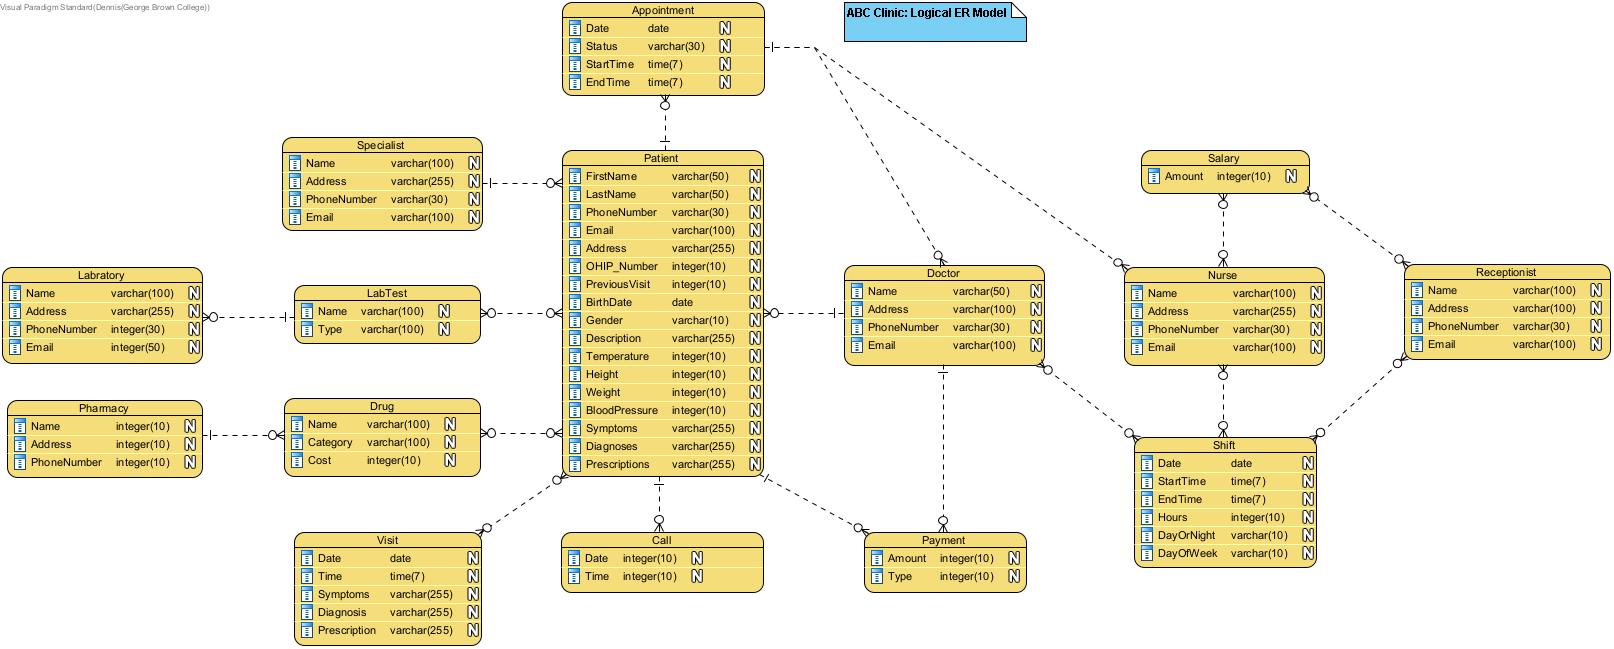 Visual Paradigm Standard(Dennis(George Brown College))
ABC Clinic: Logical ER Model
Appointment
Date date N
Status varchar(30) N
StartTime time(7) N
EndTime time(7) N
Specialist
Name varchar(100) N
Address varchar(255) N
PhoneNumber varchar(30) N
Email varchar(100) N
Patient
FirstName varchar(50) N
LastName varchar(50) N
PhoneNumber varchar(30) N
Email varchar(100) N
Address varchar(255) N
OHIP_Number integer(10) N
PreviousVisit integer(10) N
BirthDate date N
Gender varchar(10) N
Description varchar(255) N
Temperature integer(10) N
Height integer(10) N
Weight integer(10) N
BloodPressure integer(10) N
Symptoms varchar(255) N
Diagnoses varchar(255) N
Prescriptions varchar(255) N
Salary
Amount integer(10) N
Labratory
Name varchar(100) N
Address varchar(255) N
PhoneNumber integer(30) N
Email integer(50) N
LabTest
Name varchar(100) N
Type varchar(100) N
Doctor
Name varchar(50) N
Address varchar(100) N
PhoneNumber varchar(30) N
Email varchar(100) N
Nurse
Name varchar(100) N
Address varchar(255) N
PhoneNumber varchar(30) N
Email varchar(100) N
Receptionist
Name varchar(100) N
Address varchar(100) N
PhoneNumber varchar(30) N
Email varchar(100) N
Pharmacy
Name integer(10) N
Address integer(10) N
PhoneNumber integer(10) N
Drug
Name varchar(100) N
Category varchar(100) N
Cost integer(10) N
Shift
Date date N
StartTime time(7) N
EndTime time(7) N
Hours integer(10) N
DayOrNight varchar(10) N
DayOfWeek varchar(10) N
Visit
Date date N
Time time(7) N
Symptoms varchar(255) N
Diagnosis varchar(255) N
Prescription varchar(255) N
Call
Date integer(10) N
Time integer(10) N
Payment
Amount integer(10) N
Type integer(10) N